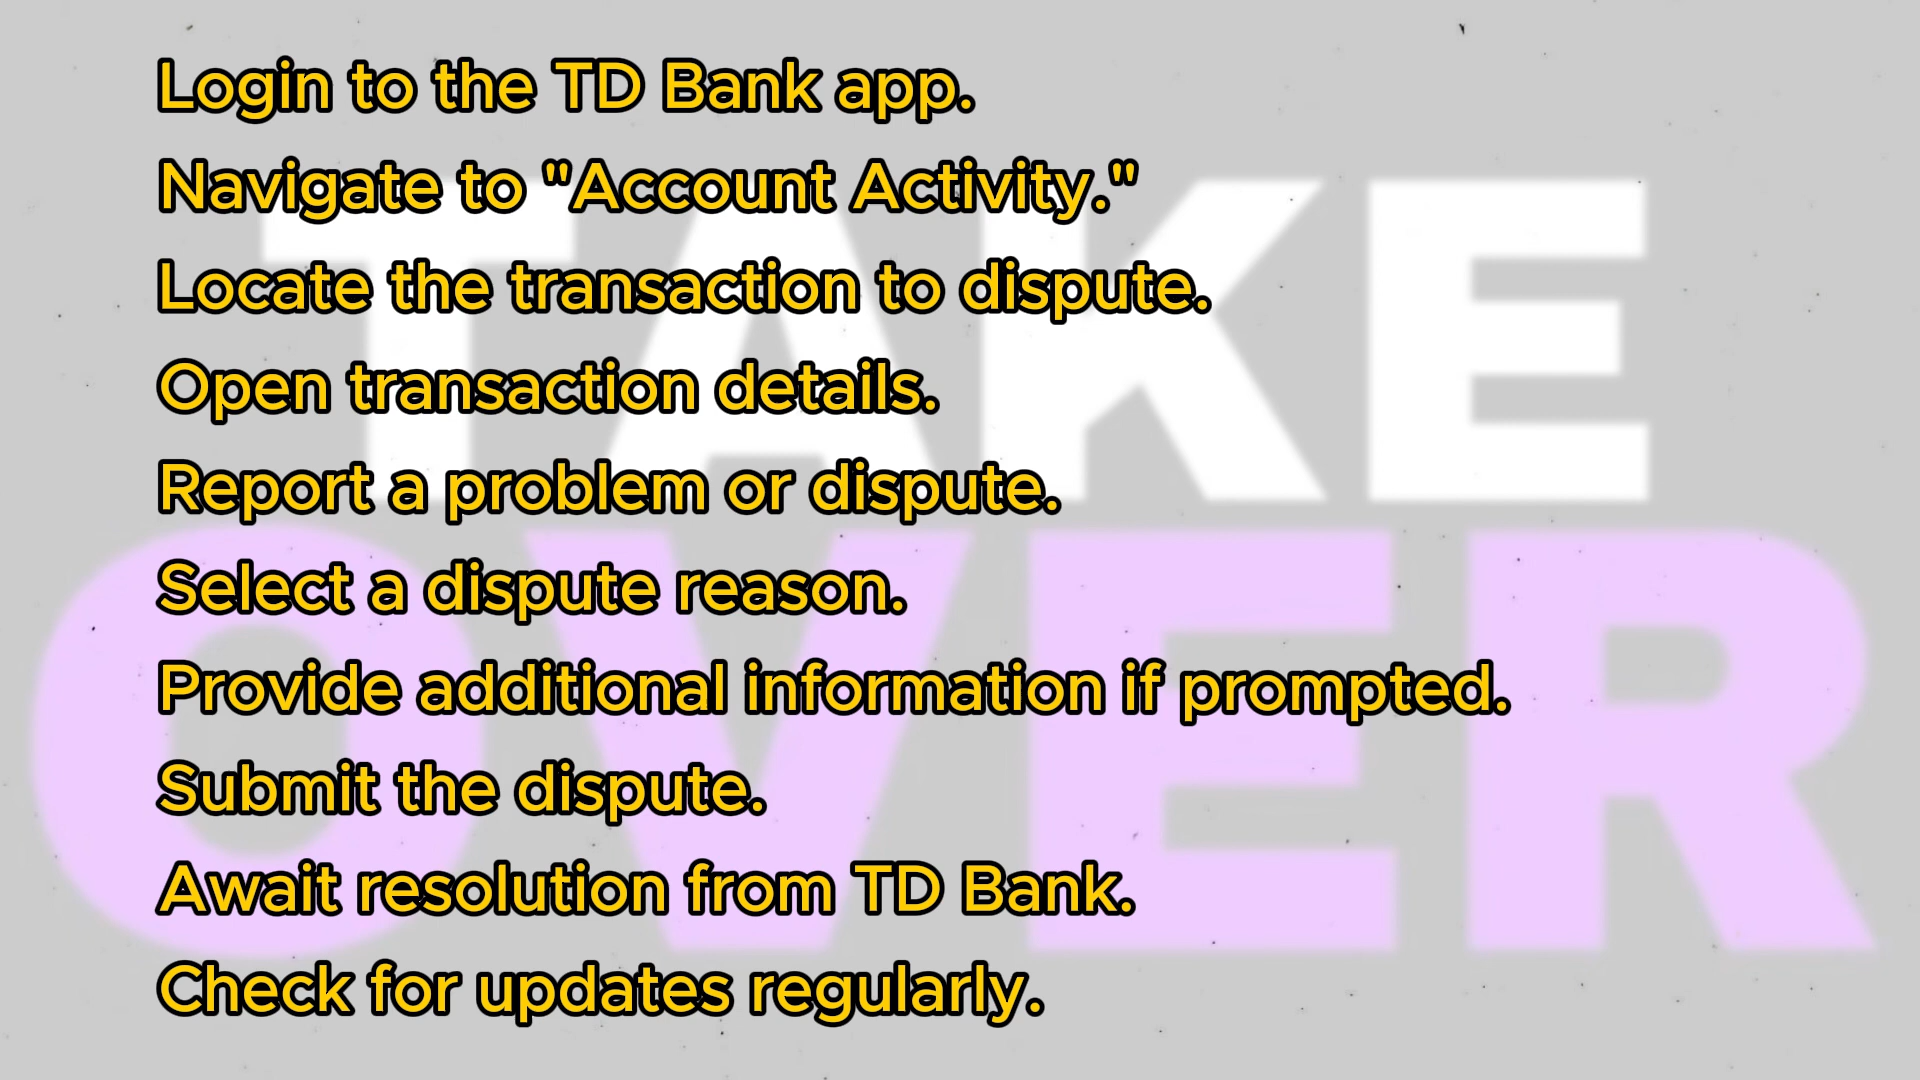 Login to the TD Bank app.
Navigate to "Account Activity."
Locate the transaction to dispute.
Open transaction details.
Report a problem or dispute.
Select a dispute reason.
Provide additional information if prompted.
Submit the dispute.
Await resolution from TD Bank.
Check for updates regularly.
TAKE
OVER